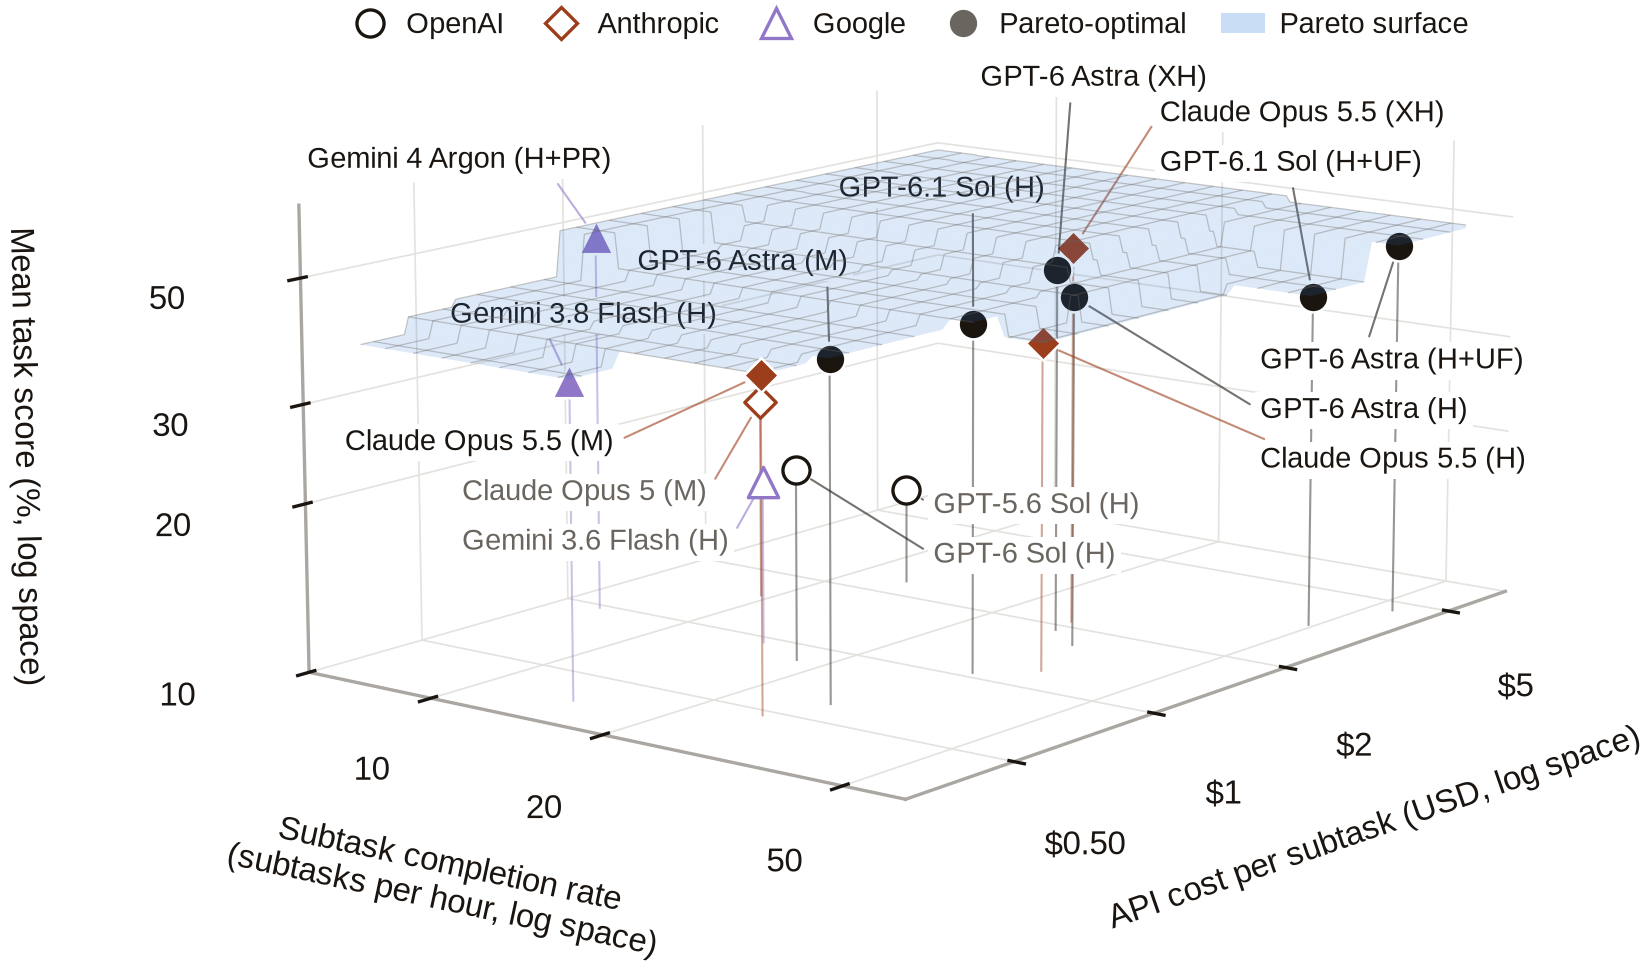 OpenAI
Anthropic
Google
Pareto-optimal
Pareto surface
GPT-6 Astra (XH)
Claude Opus 5.5 (XH)
Gemini 4 Argon (H+PR)
GPT-6.1 Sol (H+UF)
GPT-6.1 Sol (H)
GPT-6 Astra (M)
Gemini 3.8 Flash (H)
GPT-6 Astra (H+UF)
GPT-6 Astra (H)
Claude Opus 5.5 (M)
Claude Opus 5.5 (H)
Claude Opus 5 (M)
GPT-5.6 Sol (H)
Gemini 3.6 Flash (H)
GPT-6 Sol (H)
Mean task score (%, log space)
50
30
20
10
10
20
50
Subtask completion rate
(subtasks per hour, log space)
$0.50
$1
$2
$5
API cost per subtask (USD, log space)